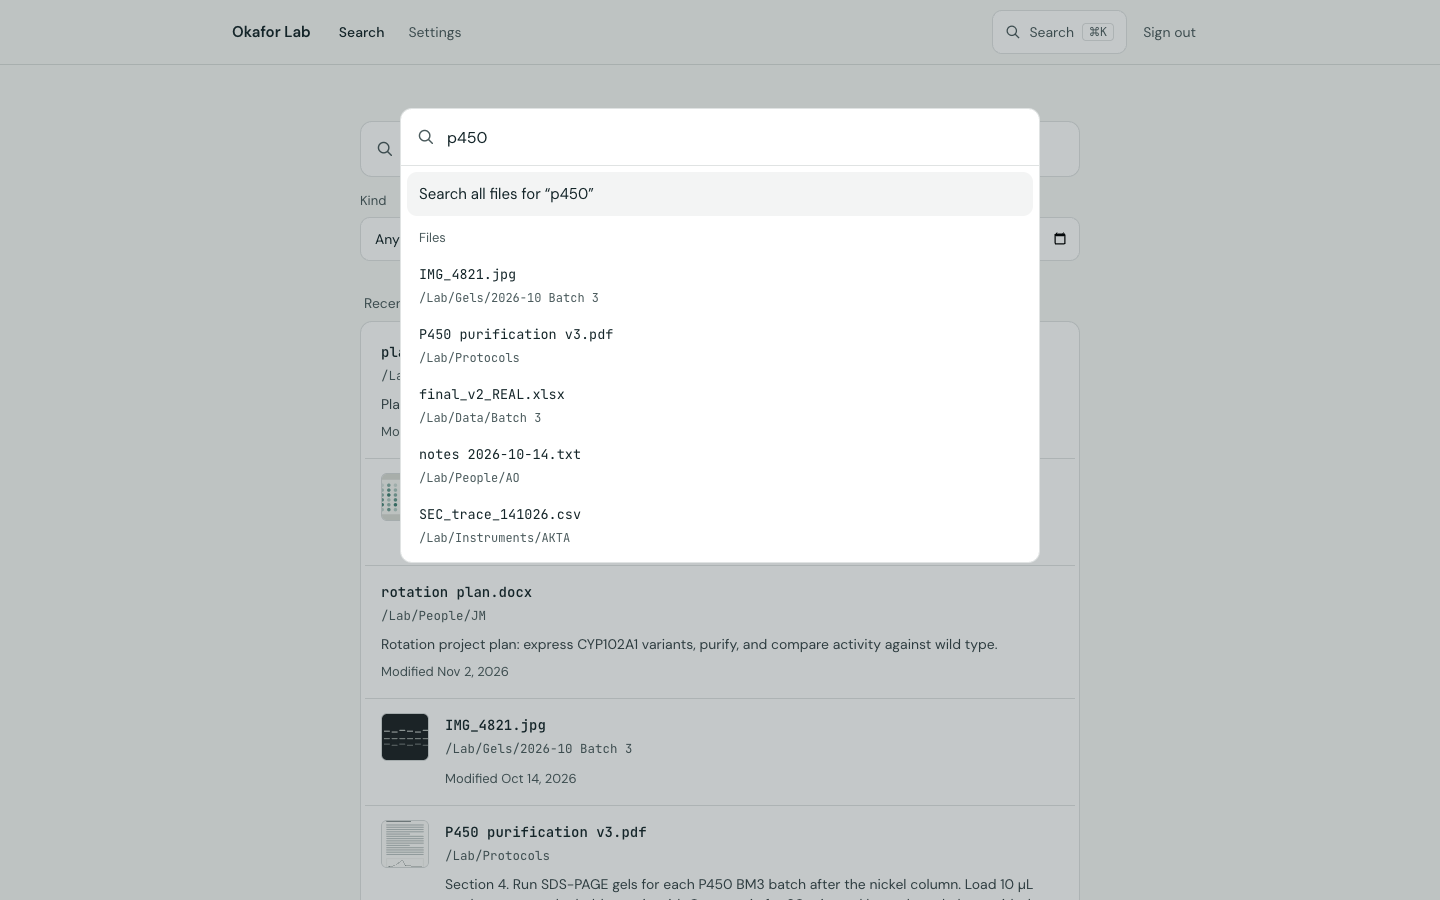 Okafor Lab Search Settings Search ⌘K Sign out
p450
Search all files for “p450”
Kind
Any
Files
IMG_4821.jpg
/Lab/Gels/2026-10 Batch 3
P450 purification v3.pdf
/Lab/Protocols
final_v2_REAL.xlsx
/Lab/Data/Batch 3
notes 2026-10-14.txt
/Lab/People/AO
SEC_trace_141026.csv
/Lab/Instruments/AKTA
rotation plan.docx
/Lab/People/JM
Rotation project plan: express CYP102A1 variants, purify, and compare activity against wild type.
Modified Nov 2, 2026
IMG_4821.jpg
/Lab/Gels/2026-10 Batch 3
Modified Oct 14, 2026
P450 purification v3.pdf
/Lab/Protocols
Section 4. Run SDS-PAGE gels for each P450 BM3 batch after the nickel column. Load 10 µL